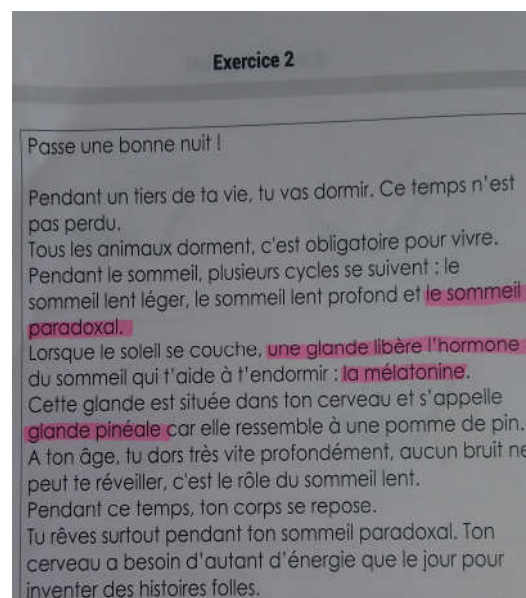 Exercice 2
Passe une bonne nuit !
Pendant un tiers de ta vie, tu vas dormir. Ce temps n'est
pas perdu.
Tous les animaux dorment, c'est obligatoire pour vivre.
Pendant le sommeil, plusieurs cycles se suivent : le
sommeil lent léger, le sommeil lent profond et le sommeil
paradoxal.
Lorsque le soleil se couche, une glande libère l'hormone
du sommeil qui t'aide à t'endormir : la mélatonine.
Cette glande est située dans ton cerveau et s'appelle
glande pinéale car elle ressemble à une pomme de pin.
A ton âge, tu dors très vite profondément, aucun bruit ne
peut te réveiller, c'est le rôle du sommeil lent.
Pendant ce temps, ton corps se repose.
Tu rêves surtout pendant ton sommeil paradoxal. Ton
cerveau a besoin d'autant d'énergie que le jour pour
inventer des histoires folles.